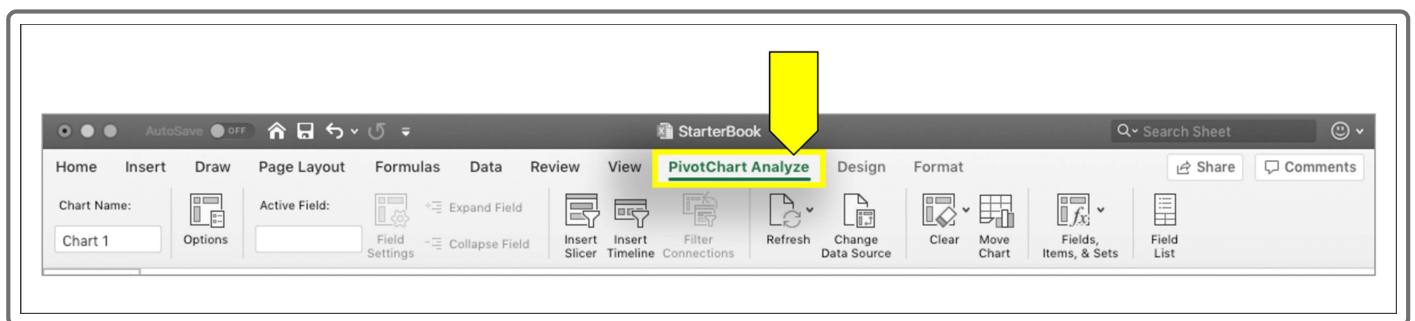 AutoSave OFF StarterBook Search Sheet
Home Insert Draw Page Layout Formulas Data Review View PivotChart Analyze Design Format Share Comments
Chart Name: Active Field: Expand Field
Chart 1 Options Field Settings Collapse Field Insert Slicer Insert Timeline Filter Connections Refresh Change Data Source Clear Move Chart Fields, Items, & Sets Field List
fx